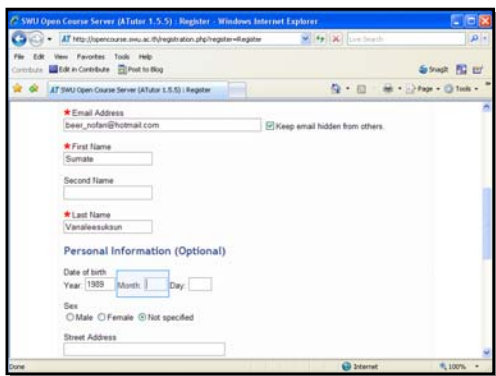 SWU Open Course Server (ATutor 1.5.5) : Register - Windows Internet Explorer
http://opencourse.swu.ac.th/registration.php?register=Register
Live Search
File Edit View Favorites Tools Help
Contribute Edit in Contribute Post to Blog
SnagIt
SWU Open Course Server (ATutor 1.5.5) : Register
Page Tools
Email Address
beer_nofan@hotmail.com Keep email hidden from others.
First Name
Sumate
Second Name
Last Name
Vanaleesuksun
Personal Information (Optional)
Date of birth
Year: 1989 Month: Day:
Sex
Male Female Not specified
Street Address
Done Internet 100%